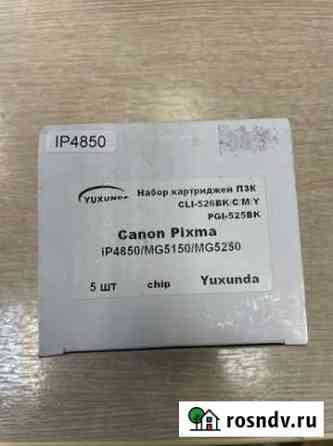 IP4850
YUXUNDA
Набор картриджей ПЗК
CLI-526BK/C/M/Y
PGI-525BK
Canon Pixma
iP4850/MG5150/MG5250
5 шт chip Yuxunda
rosndv.ru